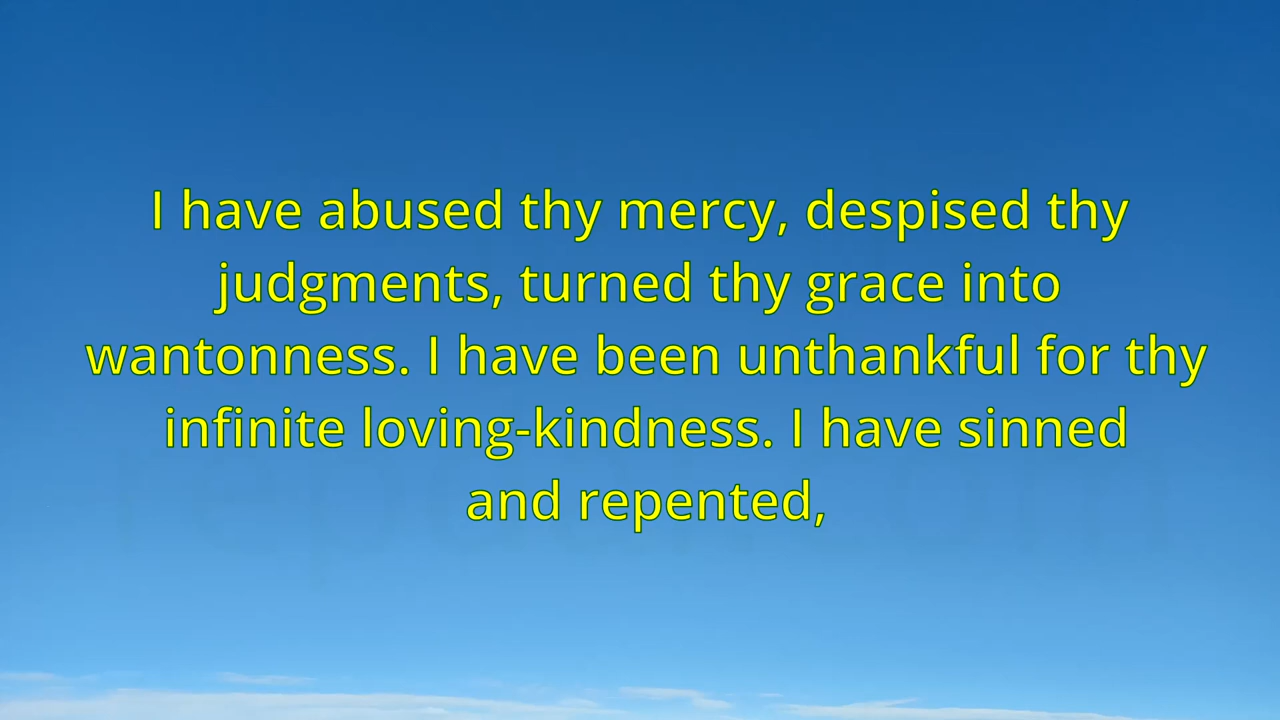 I have abused thy mercy, despised thy
judgments, turned thy grace into
wantonness. I have been unthankful for thy
infinite loving-kindness. I have sinned
and repented,